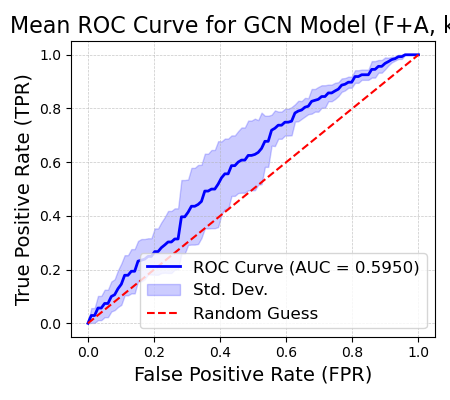 Mean ROC Curve for GCN Model (F+A, k
True Positive Rate (TPR)
1.0
0.8
0.6
0.4
0.2
0.0
ROC Curve (AUC = 0.5950)
Std. Dev.
Random Guess
0.0 0.2 0.4 0.6 0.8 1.0
False Positive Rate (FPR)